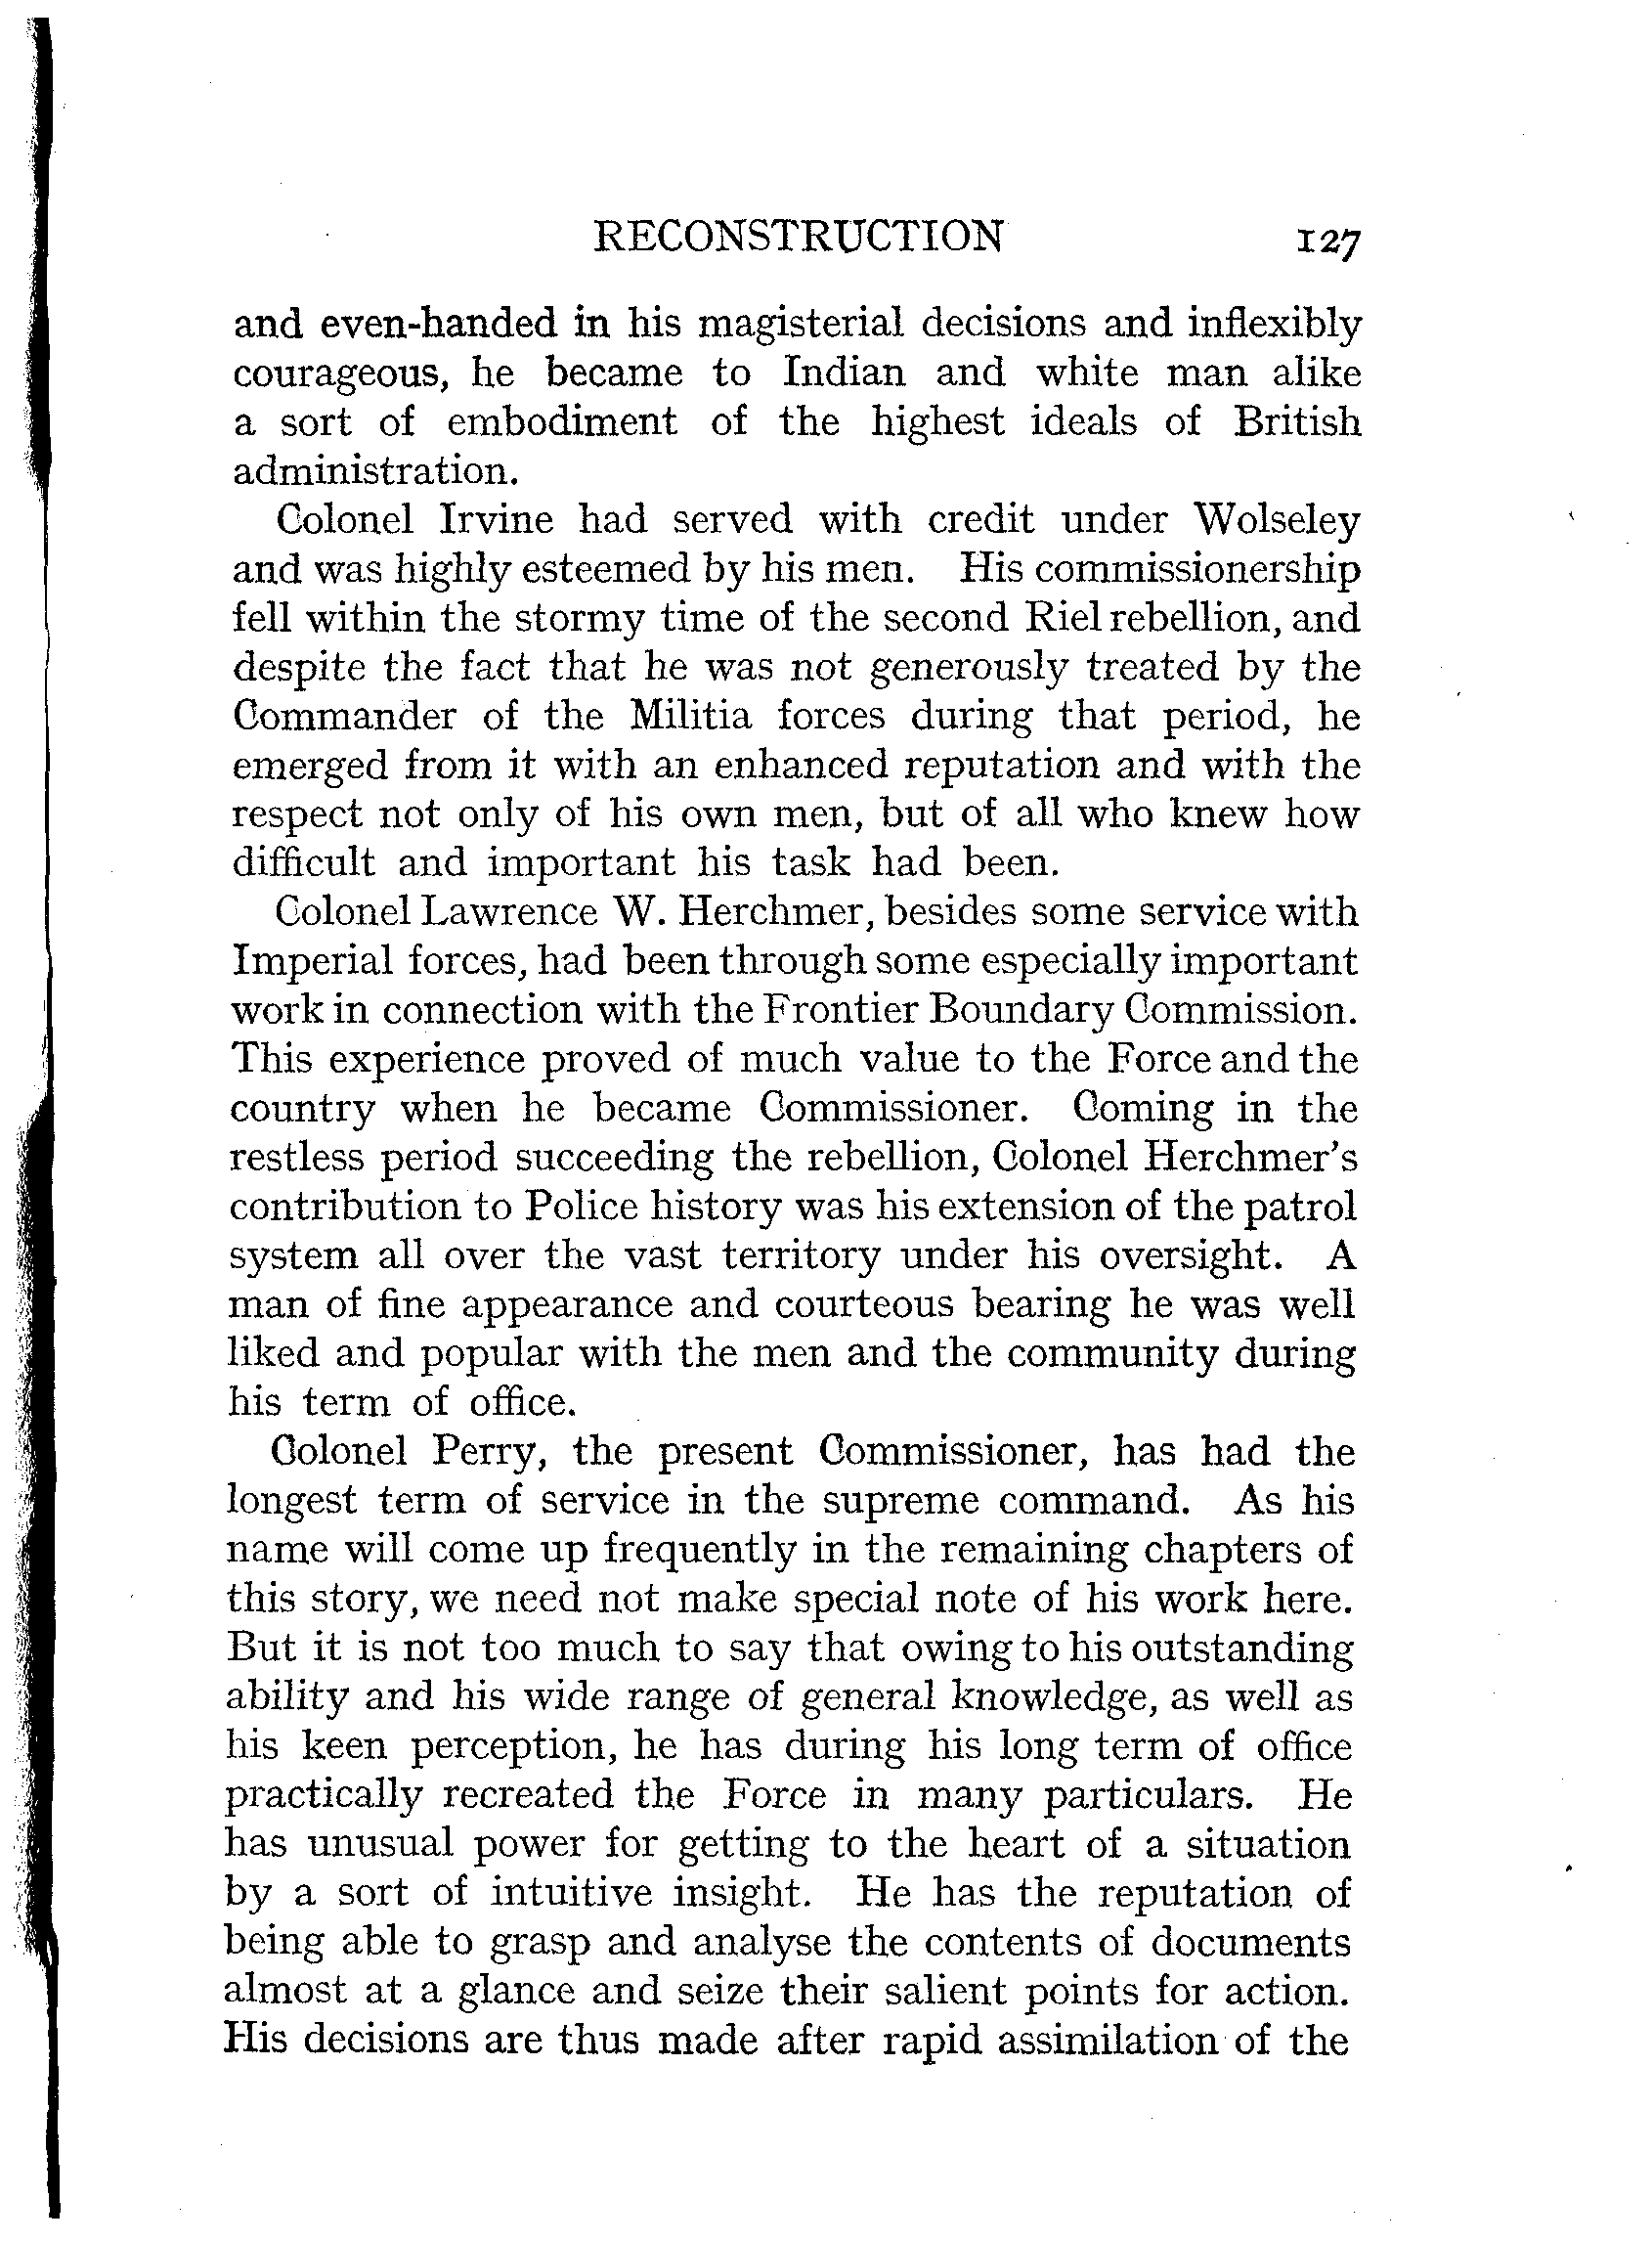 RECONSTRUCTION 127
and even-handed in his magisterial decisions and inflexibly
courageous, he became to Indian and white man alike
a sort of embodiment of the highest ideals of British
administration.
Colonel Irvine had served with credit under Wolseley
and was highly esteemed by his men. His commissionership
fell within the stormy time of the second Riel rebellion, and
despite the fact that he was not generously treated by the
Commander of the Militia forces during that period, he
emerged from it with an enhanced reputation and with the
respect not only of his own men, but of all who knew how
difficult and important his task had been.
Colonel Lawrence W. Herchmer, besides some service with
Imperial forces, had been through some especially important
work in connection with the Frontier Boundary Commission.
This experience proved of much value to the Force and the
country when he became Commissioner. Coming in the
restless period succeeding the rebellion, Colonel Herchmer's
contribution to Police history was his extension of the patrol
system all over the vast territory under his oversight. A
man of fine appearance and courteous bearing he was well
liked and popular with the men and the community during
his term of office.
Colonel Perry, the present Commissioner, has had the
longest term of service in the supreme command. As his
name will come up frequently in the remaining chapters of
this story, we need not make special note of his work here.
But it is not too much to say that owing to his outstanding
ability and his wide range of general knowledge, as well as
his keen perception, he has during his long term of office
practically recreated the Force in many particulars. He
has unusual power for getting to the heart of a situation
by a sort of intuitive insight. He has the reputation of
being able to grasp and analyse the contents of documents
almost at a glance and seize their salient points for action.
His decisions are thus made after rapid assimilation of the